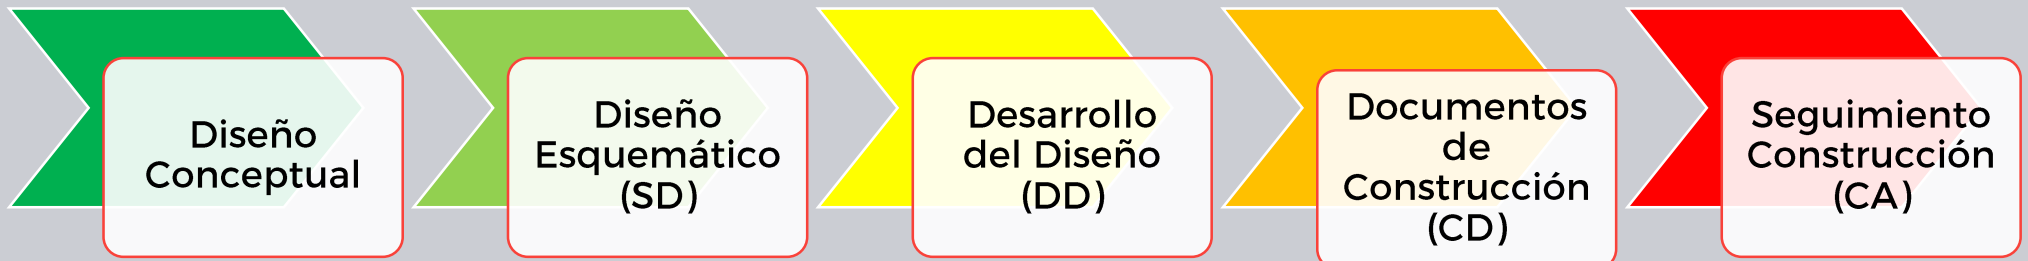 Diseño
Conceptual
Diseño
Esquemático
(SD)
Desarrollo
del Diseño
(DD)
Documentos
de
Construcción
(CD)
Seguimiento
Construcción
(CA)